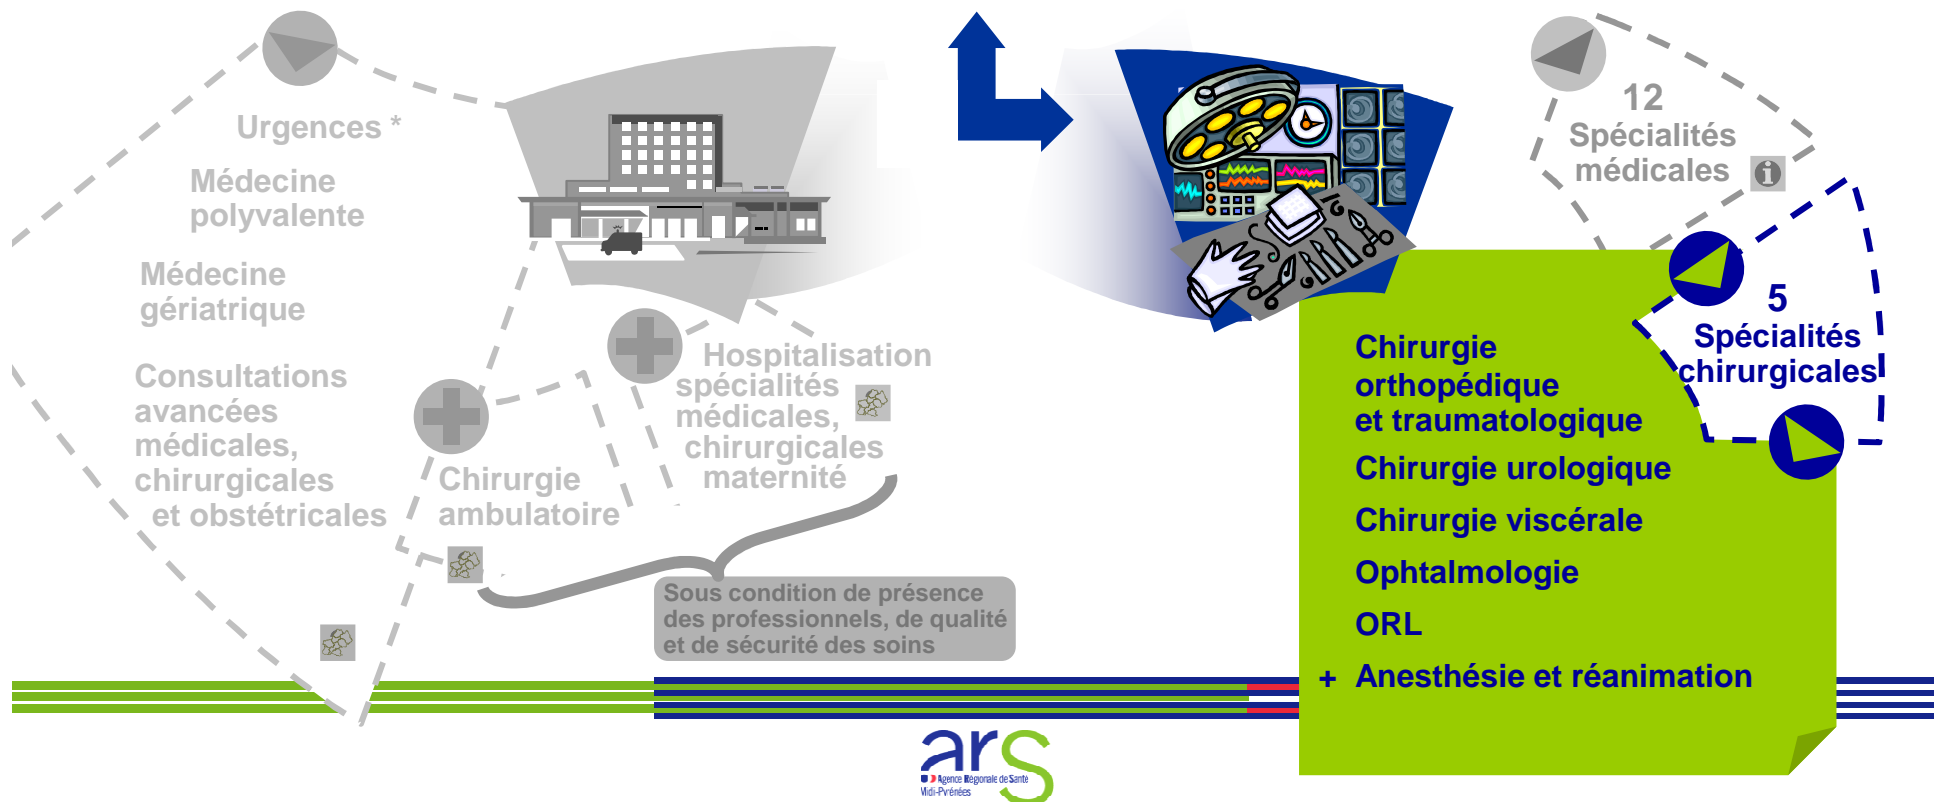 Urgences *
Médecine
polyvalente
Médecine
gériatrique
Consultations
avancées
médicales,
chirurgicales
et obstétricales
Chirurgie
ambulatoire
Hospitalisation
spécialités
médicales,
chirurgicales
maternité
Sous condition de présence
des professionnels, de qualité
et de sécurité des soins
12
Spécialités
médicales
i
5
Spécialités
chirurgicales
Chirurgie
orthopédique
et traumatologique
Chirurgie urologique
Chirurgie viscérale
Ophtalmologie
ORL
+ Anesthésie et réanimation
ars
Agence Régionale de Santé
Midi-Pyrénées